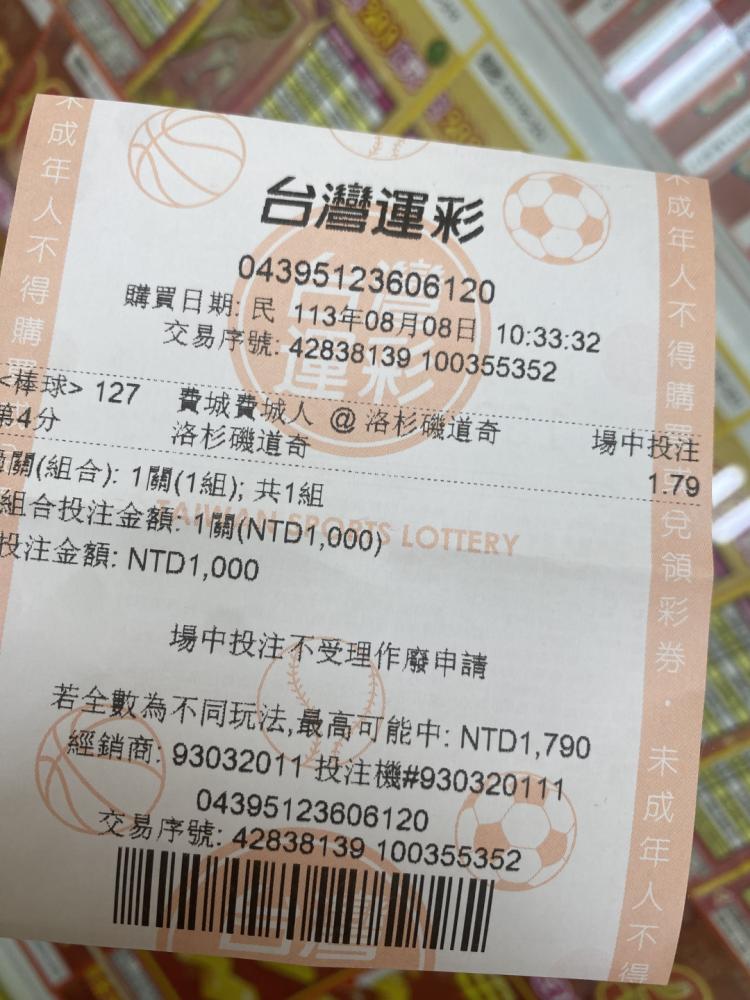 台灣運彩
04395123606120
購買日期: 民 113年08月08日 10:33:32
交易序號: 42838139 100355352
<棒球> 127 費城費城人 @ 洛杉磯道奇 場中投注
第4分 洛杉磯道奇 1.79
關(組合): 1關(1組); 共1組
組合投注金額: 1關(NTD1,000)
投注金額: NTD1,000
TAIWAN SPORTS LOTTERY
場中投注不受理作廢申請
若全數為不同玩法,最高可能中: NTD1,790
經銷商: 93032011 投注機#930320111
04395123606120
交易序號: 42838139 100355352
未成年人不得購
未成年人不得購買或兌領彩券・未成年人不得
台灣運彩
台灣